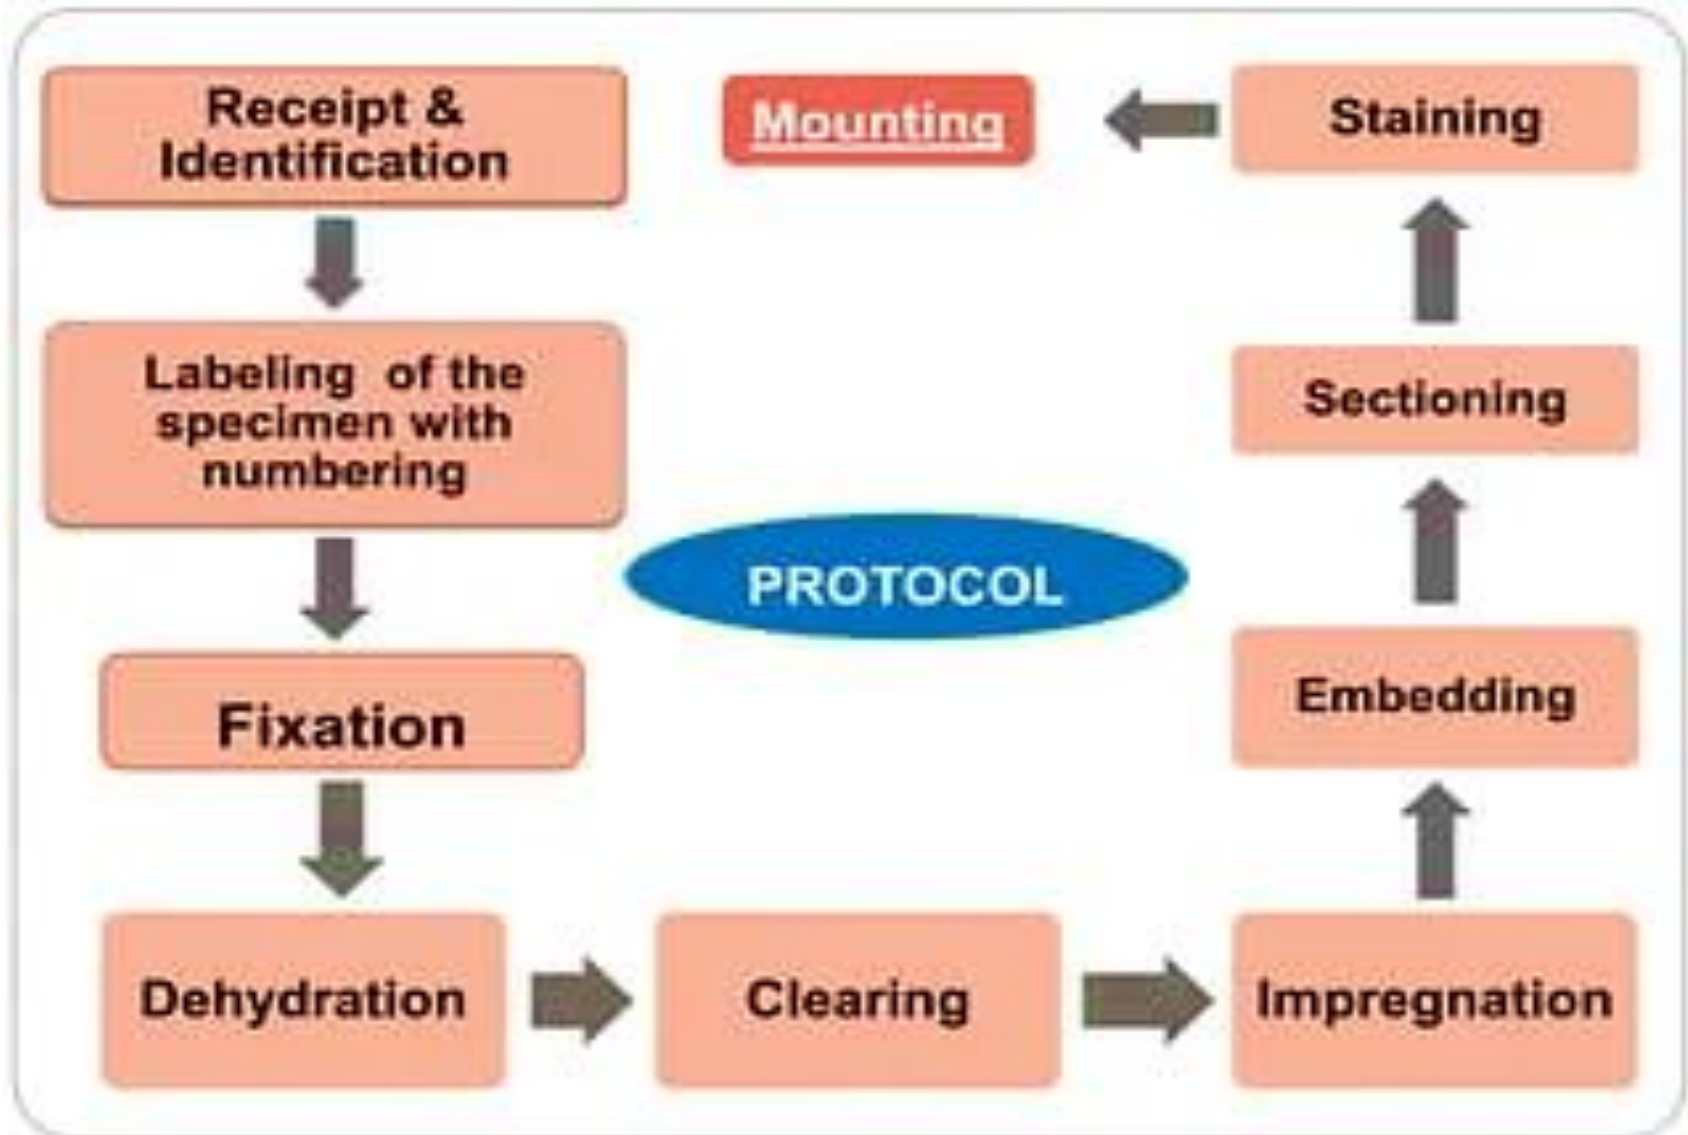 Receipt &
Identification
Labeling of the
specimen with
numbering
Fixation
Dehydration
Clearing
Impregnation
Embedding
Sectioning
Staining
Mounting
PROTOCOL